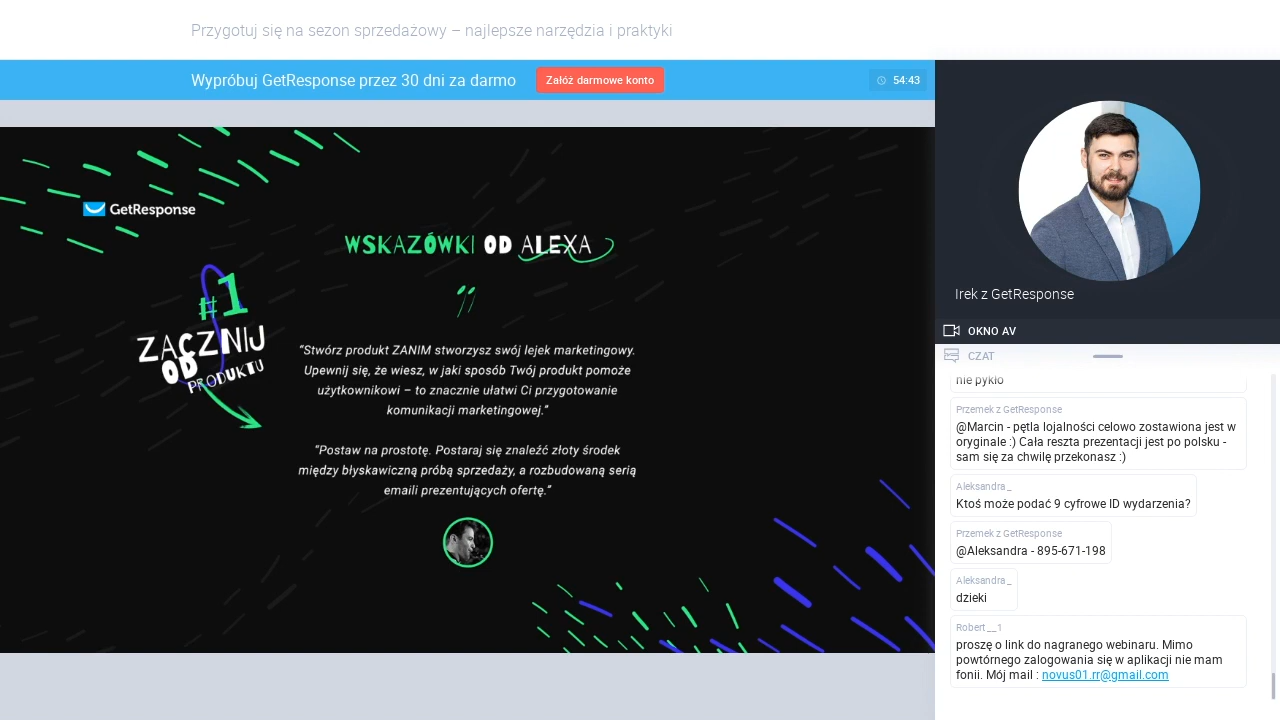 Przygotuj się na sezon sprzedażowy – najlepsze narzędzia i praktyki
Wypróbuj GetResponse przez 30 dni za darmo
Załóż darmowe konto
54:43
GetResponse
WSKAZÓWKI OD ALEXA
#1
ZACZNIJ
OD
PRODUKTU
“Stwórz produkt ZANIM stworzysz swój lejek marketingowy.
Upewnij się, że wiesz, w jaki sposób Twój produkt pomoże
użytkownikowi – to znacznie ułatwi Ci przygotowanie
komunikacji marketingowej.”
“Postaw na prostotę. Postaraj się znaleźć złoty środek
między błyskawiczną próbą sprzedaży, a rozbudowaną serią
emaili prezentujących ofertę.”
Irek z GetResponse
OKNO AV
CZAT
nie pykło
Przemek z GetResponse
@Marcin - pętla lojalności celowo zostawiona jest w
oryginale :) Cała reszta prezentacji jest po polsku -
sam się za chwilę przekonasz :)
Aleksandra _
Ktoś może podać 9 cyfrowe ID wydarzenia?
Przemek z GetResponse
@Aleksandra - 895-671-198
Aleksandra _
dzieki
Robert __1
proszę o link do nagranego webinaru. Mimo
powtórnego zalogowania się w aplikacji nie mam
fonii. Mój mail : novus01.rr@gmail.com